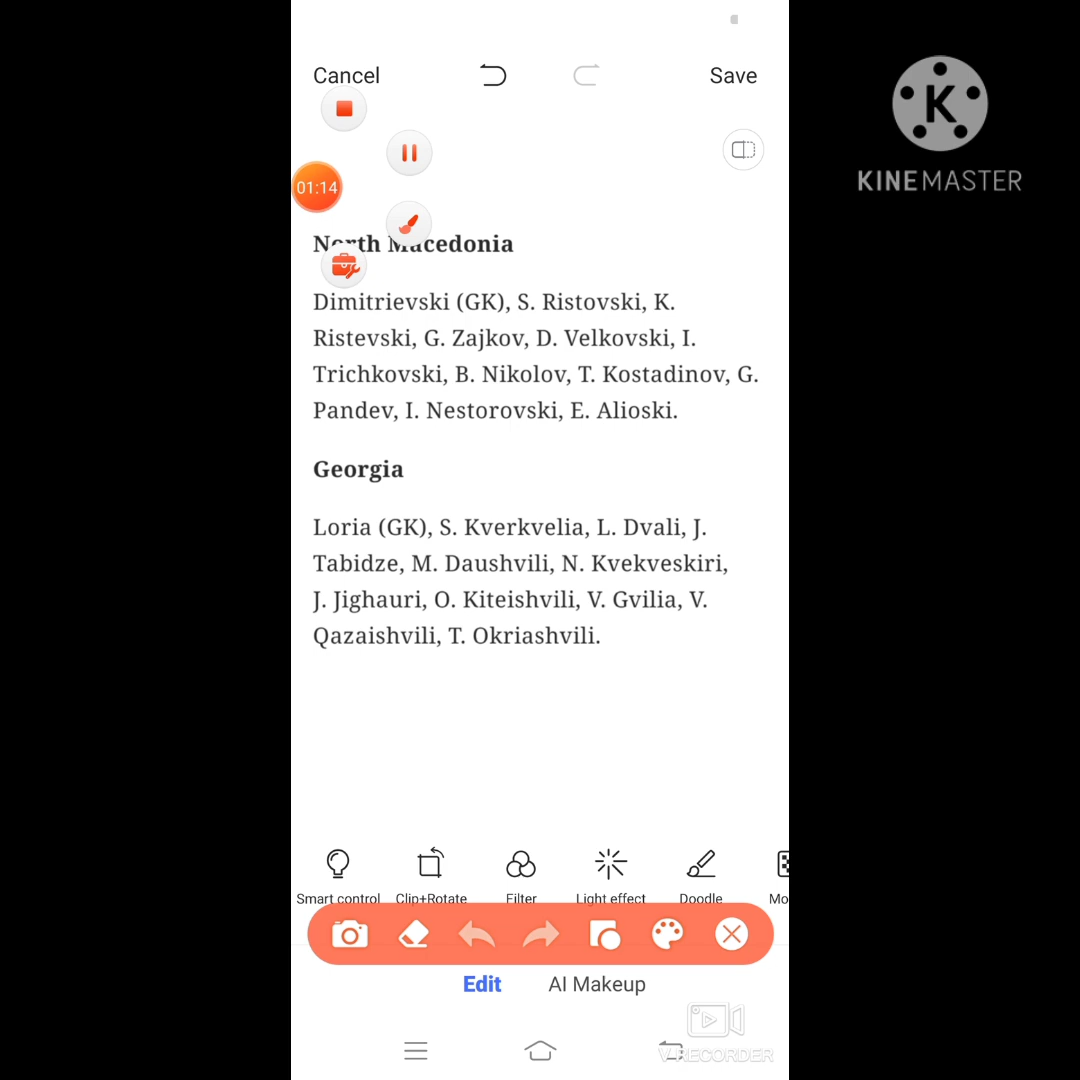 Cancel
Save
K
KINEMASTER
01:14
North Macedonia
Dimitrievski (GK), S. Ristovski, K.
Ristevski, G. Zajkov, D. Velkovski, I.
Trichkovski, B. Nikolov, T. Kostadinov, G.
Pandev, I. Nestorovski, E. Alioski.
Georgia
Loria (GK), S. Kverkvelia, L. Dvali, J.
Tabidze, M. Daushvili, N. Kvekveskiri,
J. Jighauri, O. Kiteishvili, V. Gvilia, V.
Qazaishvili, T. Okriashvili.
Smart control Clip+Rotate Filter Light effect Doodle Mo
Edit AI Makeup
V RECORDER